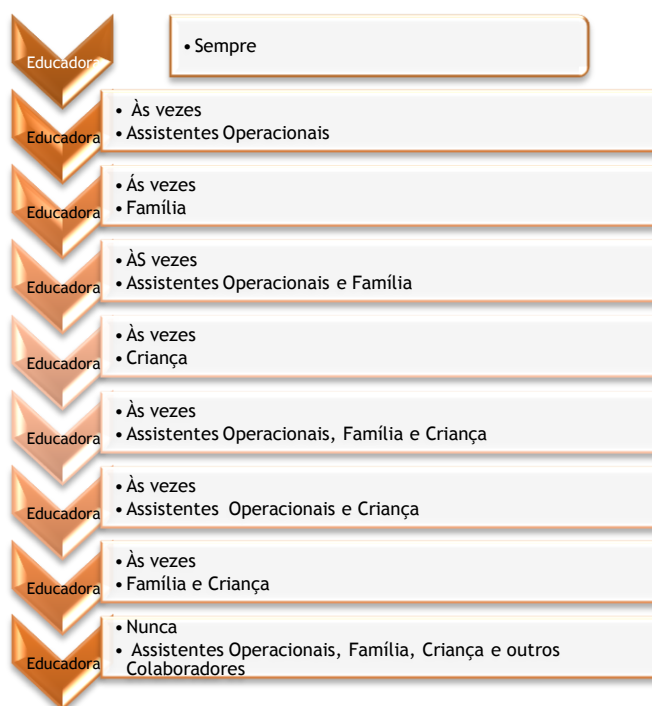 Educadora
• Sempre
Educadora
• Às vezes
• Assistentes Operacionais
Educadora
• Ás vezes
• Família
Educadora
• ÀS vezes
• Assistentes Operacionais e Família
Educadora
• Às vezes
• Criança
Educadora
• Às vezes
• Assistentes Operacionais, Família e Criança
Educadora
• Às vezes
• Assistentes Operacionais e Criança
Educadora
• Às vezes
• Família e Criança
Educadora
• Nunca
• Assistentes Operacionais, Família, Criança e outros
Colaboradores